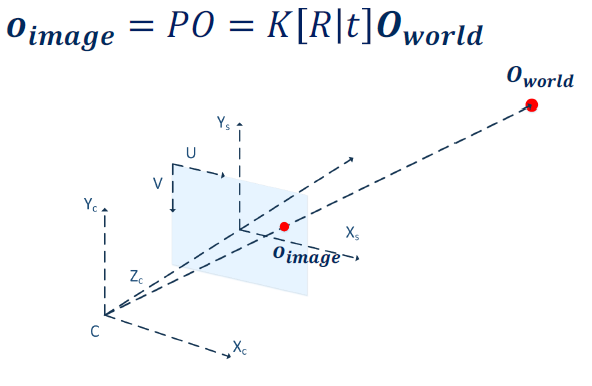 o_image = PO = K[R|t]O_world
O_world
Y_s
U
V
Y_c
X_s
o_image
Z_c
C
X_c